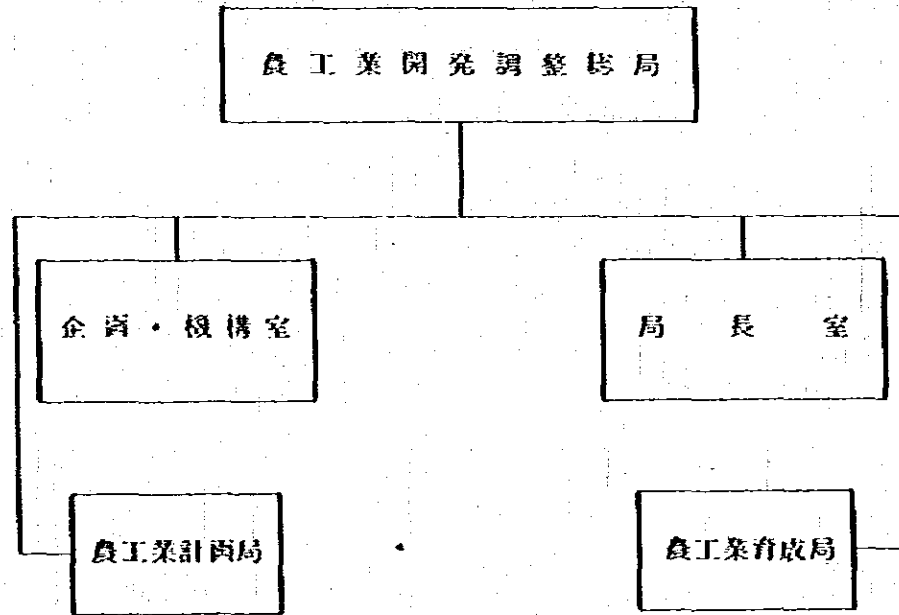 農工業開発調整総局
企画・機構室
局長室
農工業計画局
農工業育成局